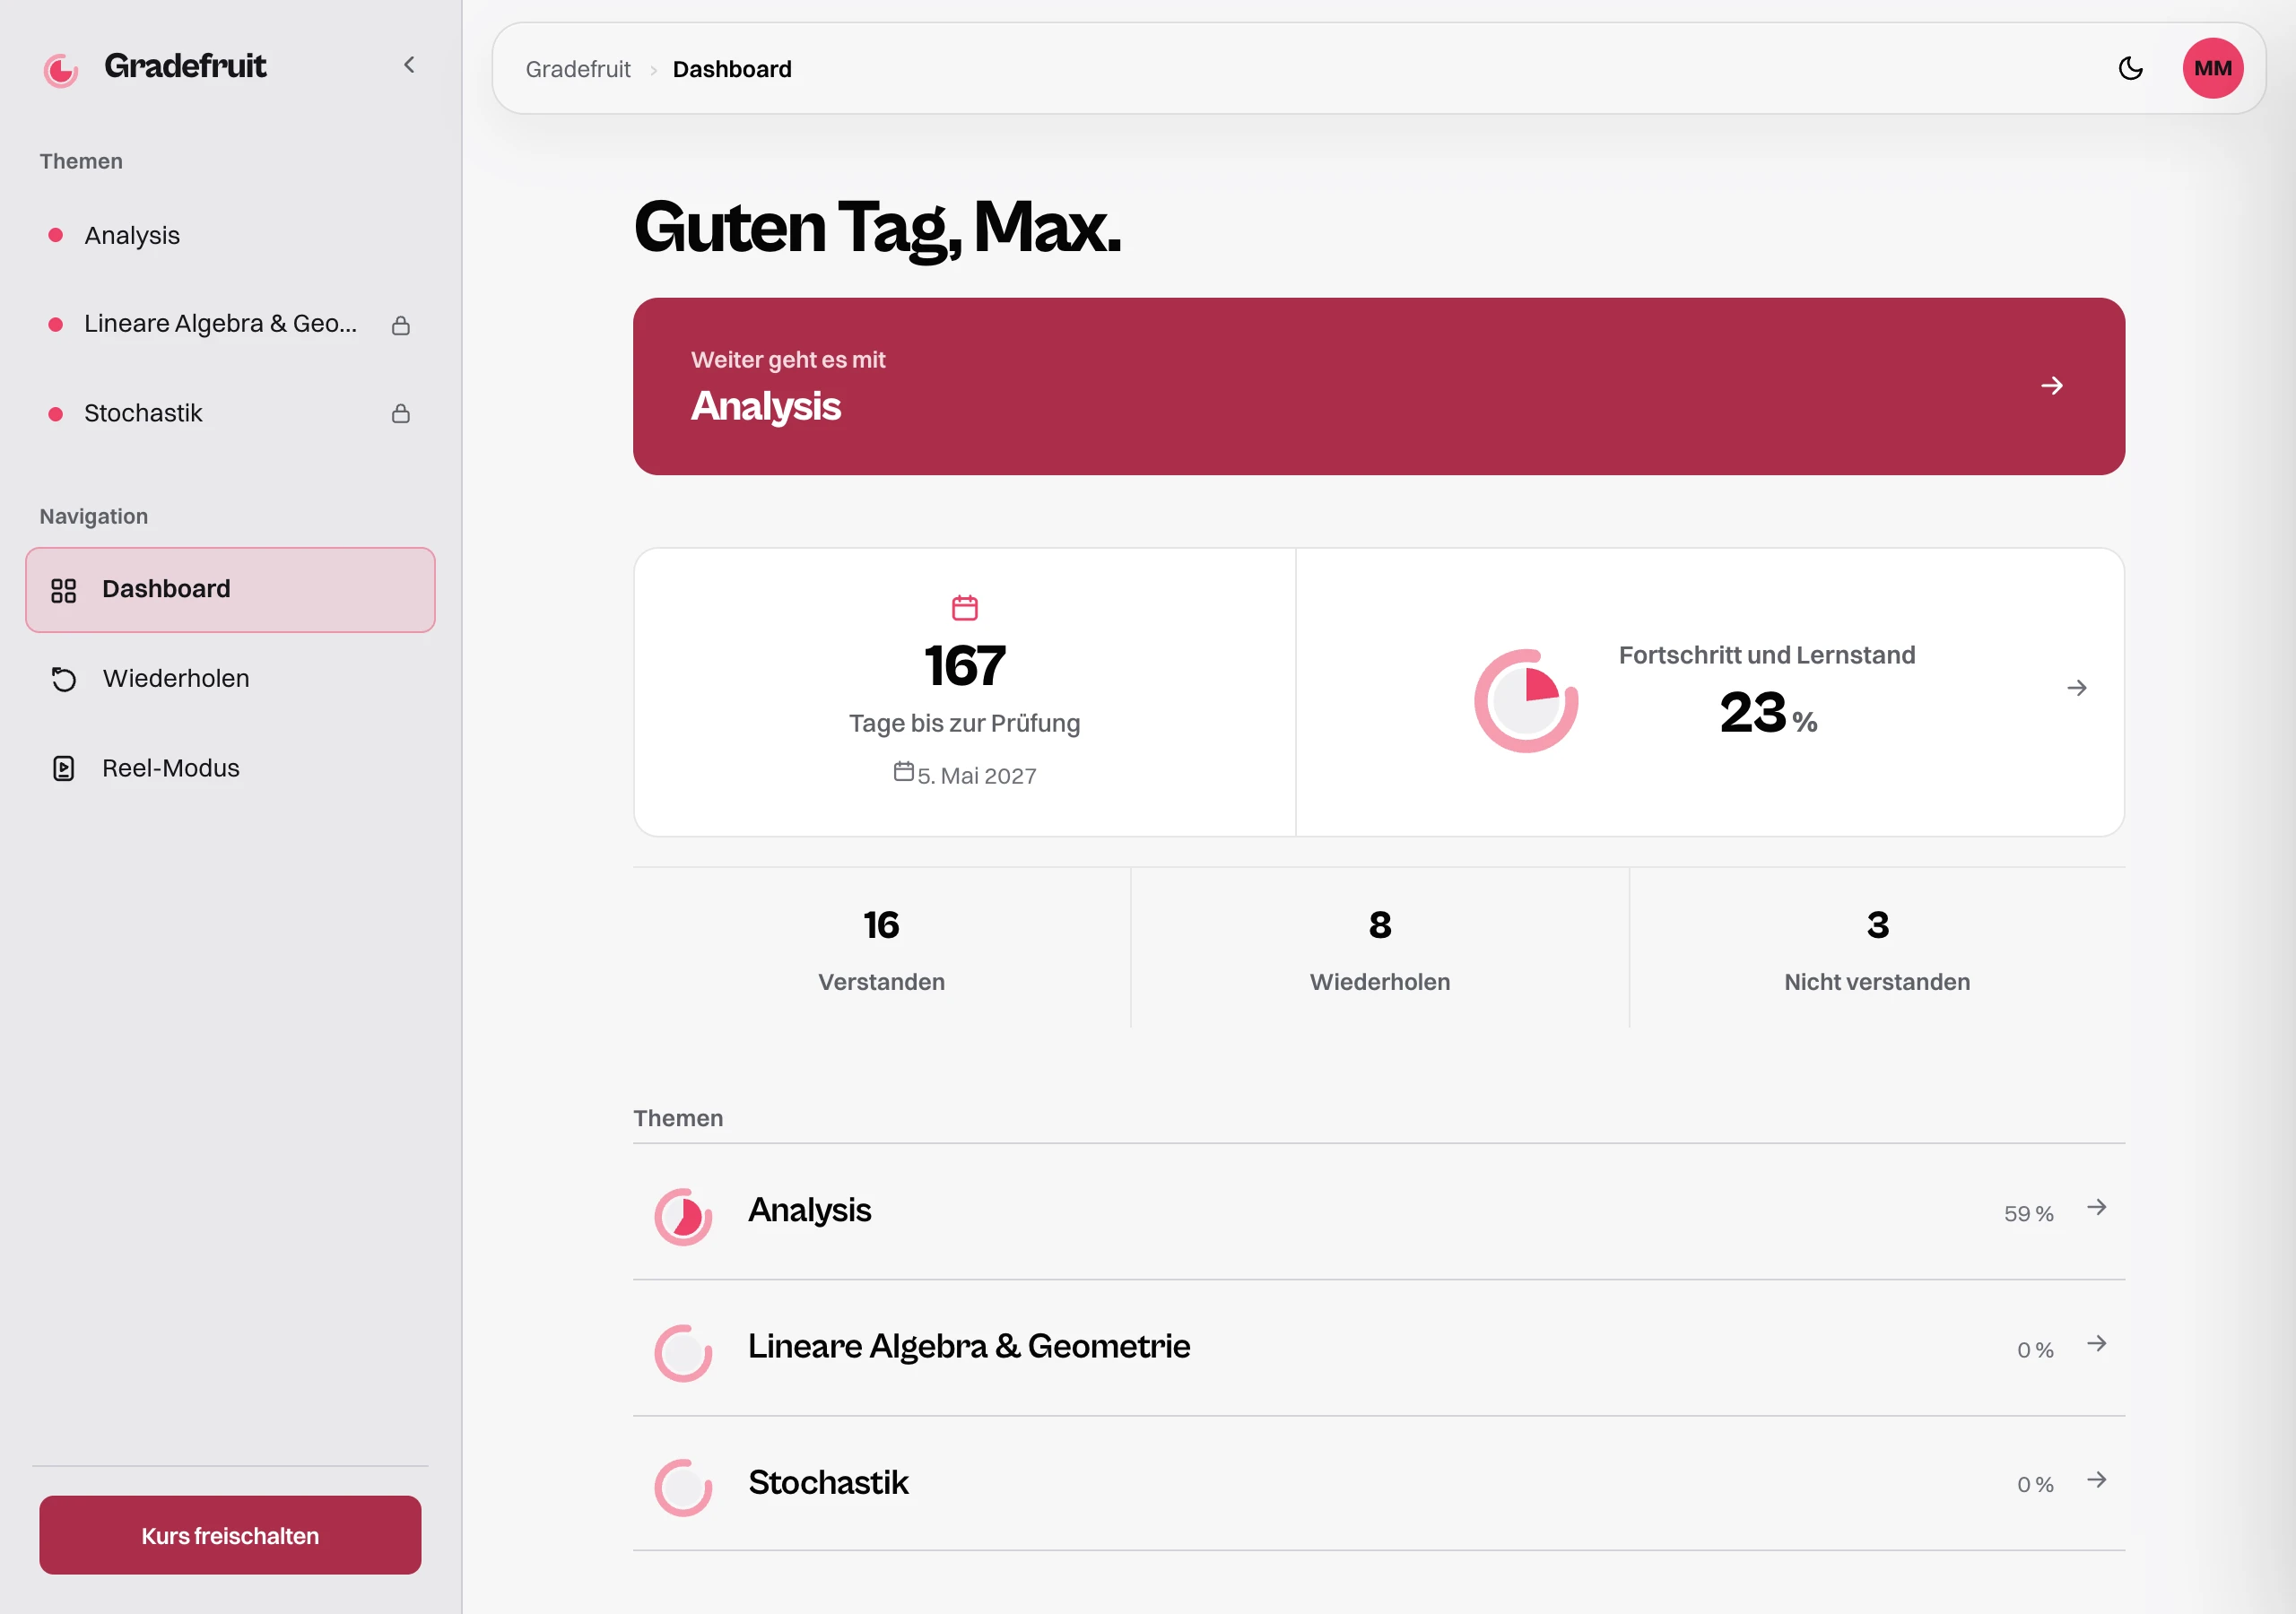 Gradefruit
Themen
Analysis
Lineare Algebra & Geo...
Stochastik
Navigation
Dashboard
Wiederholen
Reel-Modus
Kurs freischalten
Gradefruit › Dashboard
MM
Guten Tag, Max.
Weiter geht es mit
Analysis
167
Tage bis zur Prüfung
5. Mai 2027
Fortschritt und Lernstand
23 %
16
Verstanden
8
Wiederholen
3
Nicht verstanden
Themen
Analysis 59 %
Lineare Algebra & Geometrie 0 %
Stochastik 0 %